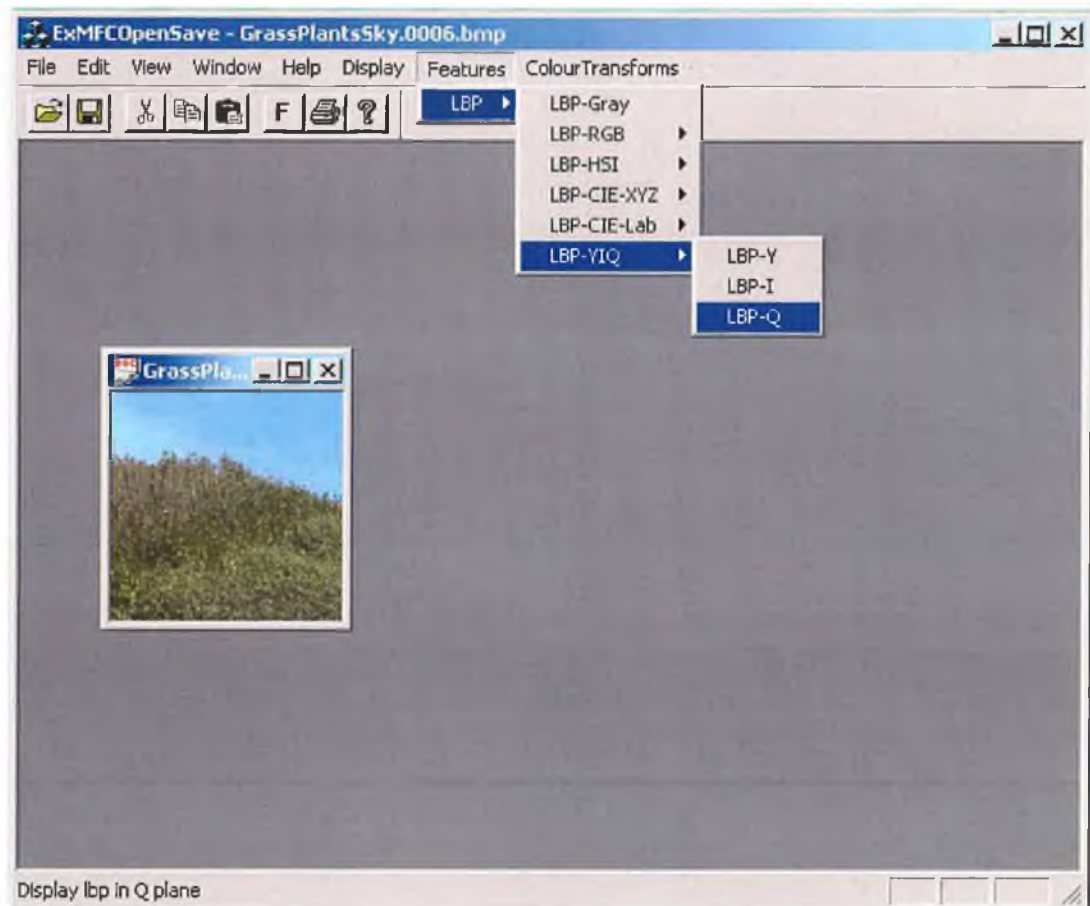 ExMFCOpenSave - GrassPlantsSky.0006.bmp
File Edit View Window Help Display Features ColourTransforms
F ?
LBP
LBP-Gray
LBP-RGB
LBP-HSI
LBP-CIE-XYZ
LBP-CIE-Lab
LBP-YIQ
LBP-Y
LBP-I
LBP-Q
GrassPla...
Display lbp in Q plane